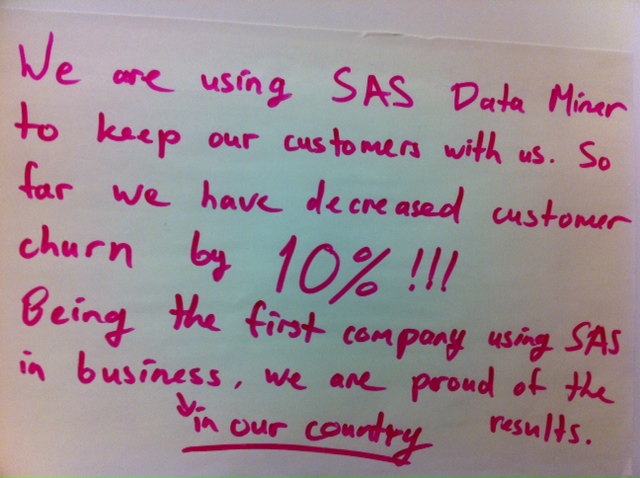 We are using SAS Data Miner
to keep our customers with us. So
far we have decreased customer
churn by 10% !!!
Being the first company using SAS
in business, we are proud of the
in our country results.